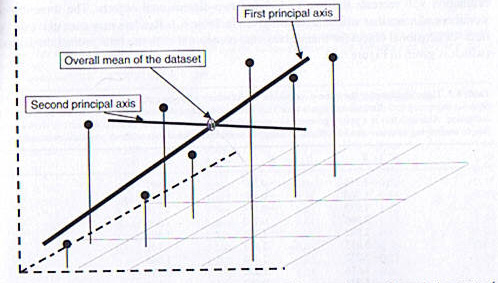 First principal axis
Overall mean of the dataset
Second principal axis